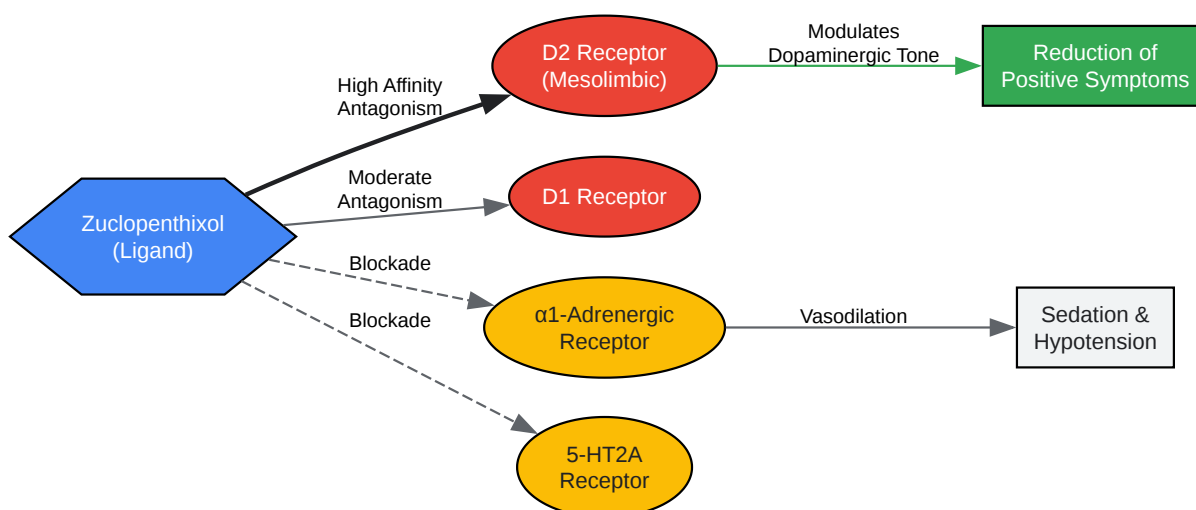 Zuclopenthixol
(Ligand)
High Affinity
Antagonism
D2 Receptor
(Mesolimbic)
Modulates
Dopaminergic Tone
Reduction of
Positive Symptoms
Moderate
Antagonism
D1 Receptor
Blockade
α1-Adrenergic
Receptor
Vasodilation
Sedation &
Hypotension
Blockade
5-HT2A
Receptor